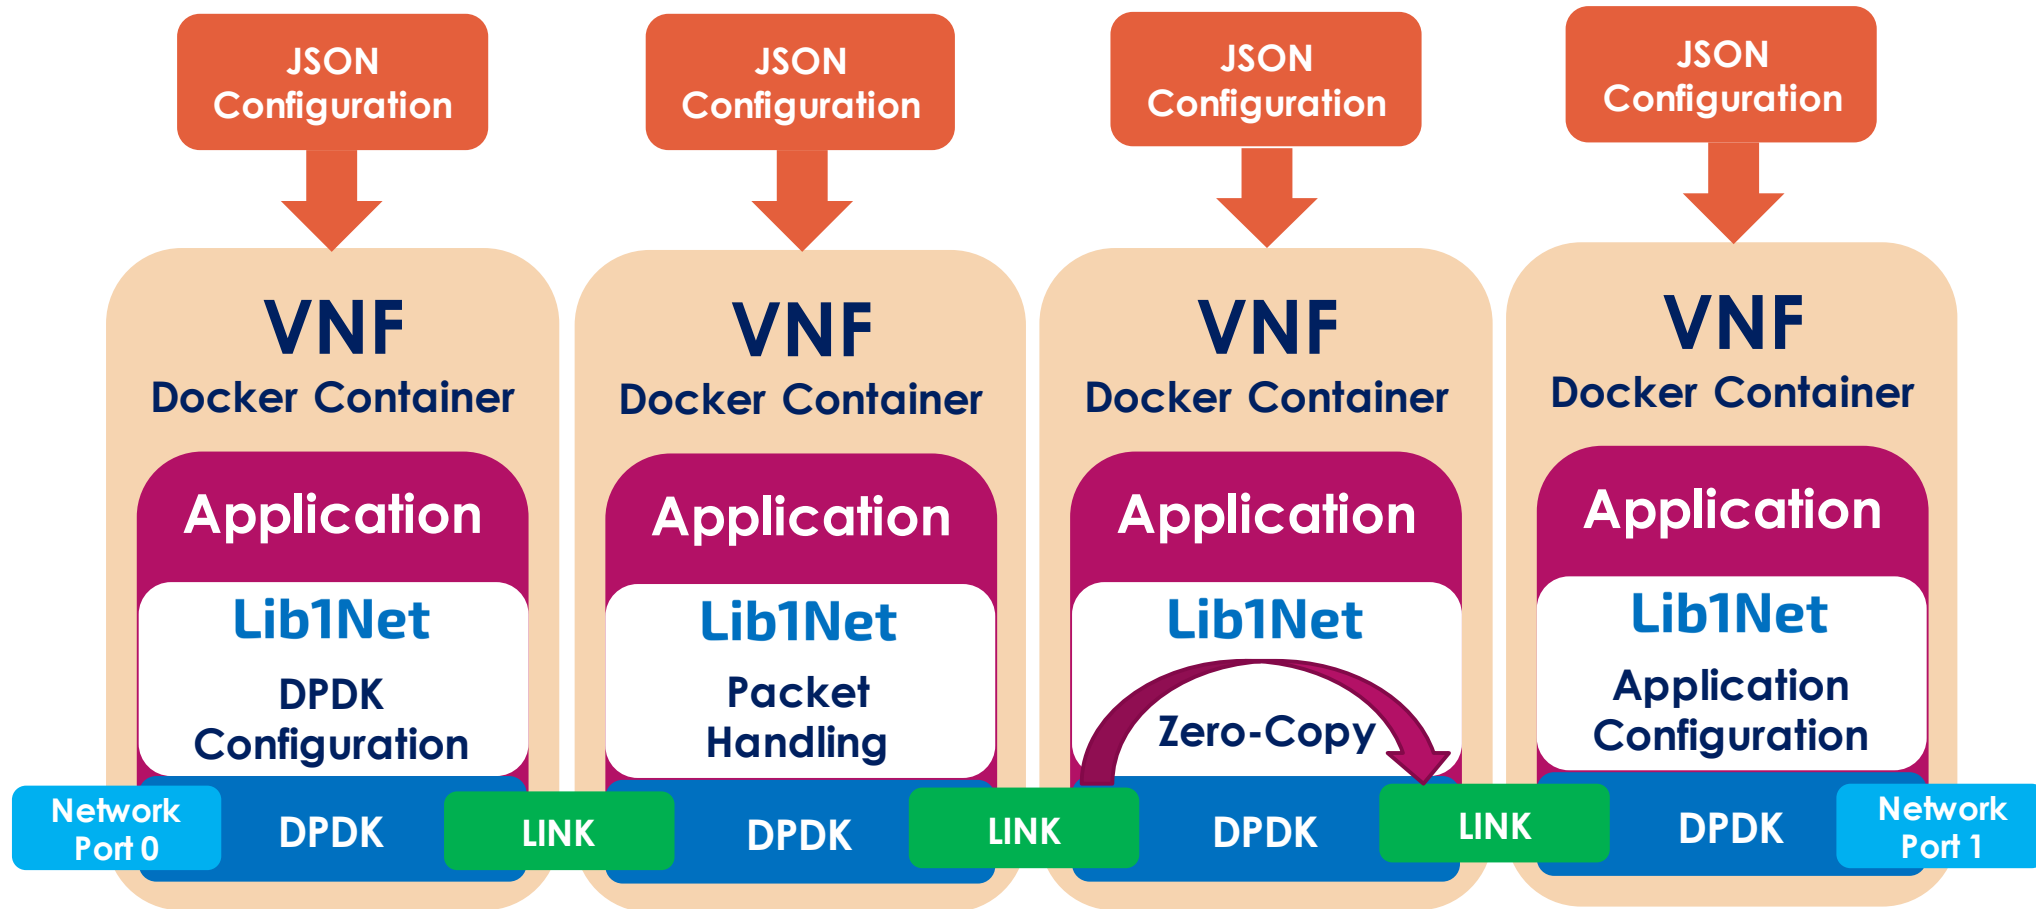 JSON
Configuration
JSON
Configuration
JSON
Configuration
JSON
Configuration
VNF
Docker Container
Application
Lib1Net
DPDK
Configuration
VNF
Docker Container
Application
Lib1Net
Packet
Handling
VNF
Docker Container
Application
Lib1Net
Zero-Copy
VNF
Docker Container
Application
Lib1Net
Application
Configuration
Network
Port 0
DPDK
LINK
DPDK
LINK
DPDK
LINK
DPDK
Network
Port 1